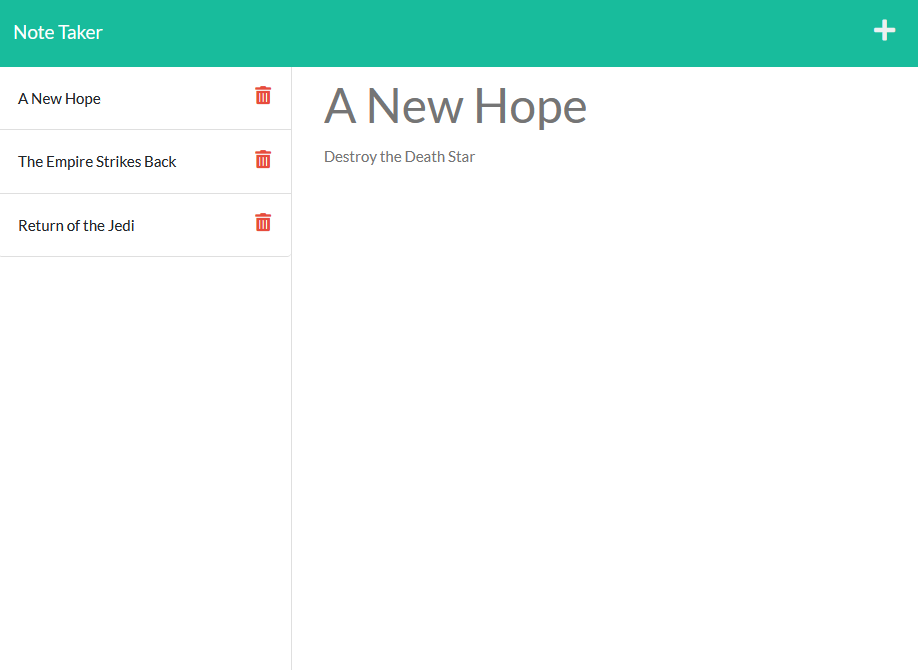 Note Taker
A New Hope
The Empire Strikes Back
Return of the Jedi
A New Hope
Destroy the Death Star